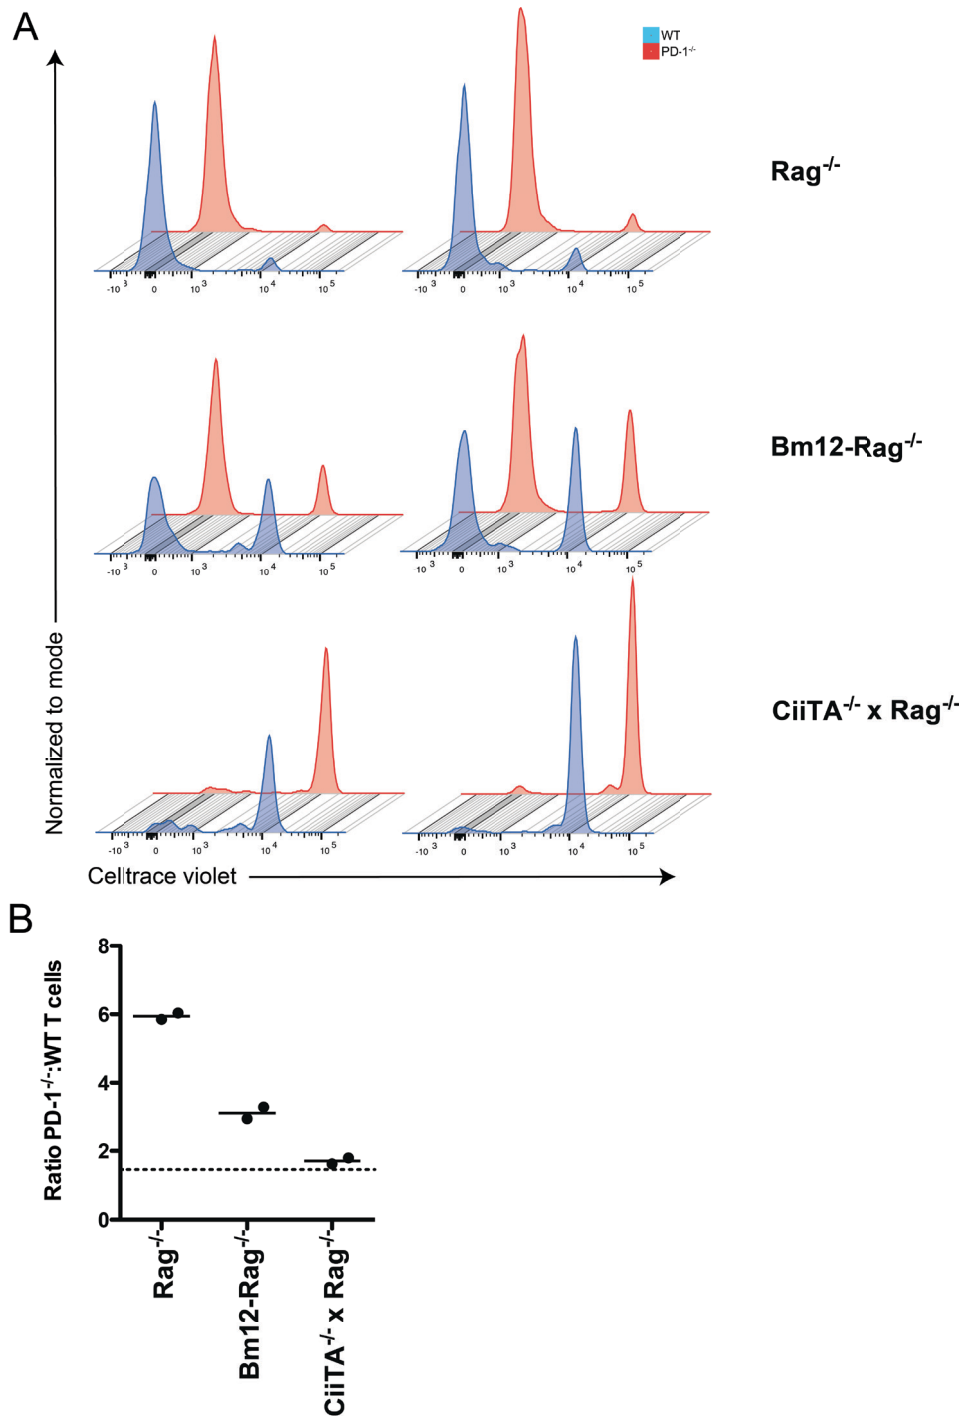 A
WT
PD-1-/-
Rag-/-
-10 3 0 10 3 10 4 10 5
-10 3 0 10 3 10 4 10 5
Bm12-Rag-/-
-10 3 0 10 3 10 4 10 5
10 3 0 10 3 10 4 10 5
CiiTA-/- x Rag-/-
-10 3 0 10 3 10 4 10 5
-10 3 0 10 3 10 4 10 5
Normalized to mode
Celltrace violet
B
Ratio PD-1-/-:WT T cells
8
6
4
2
0
Rag-/-
Bm12-Rag-/-
CiiTA-/- x Rag-/-